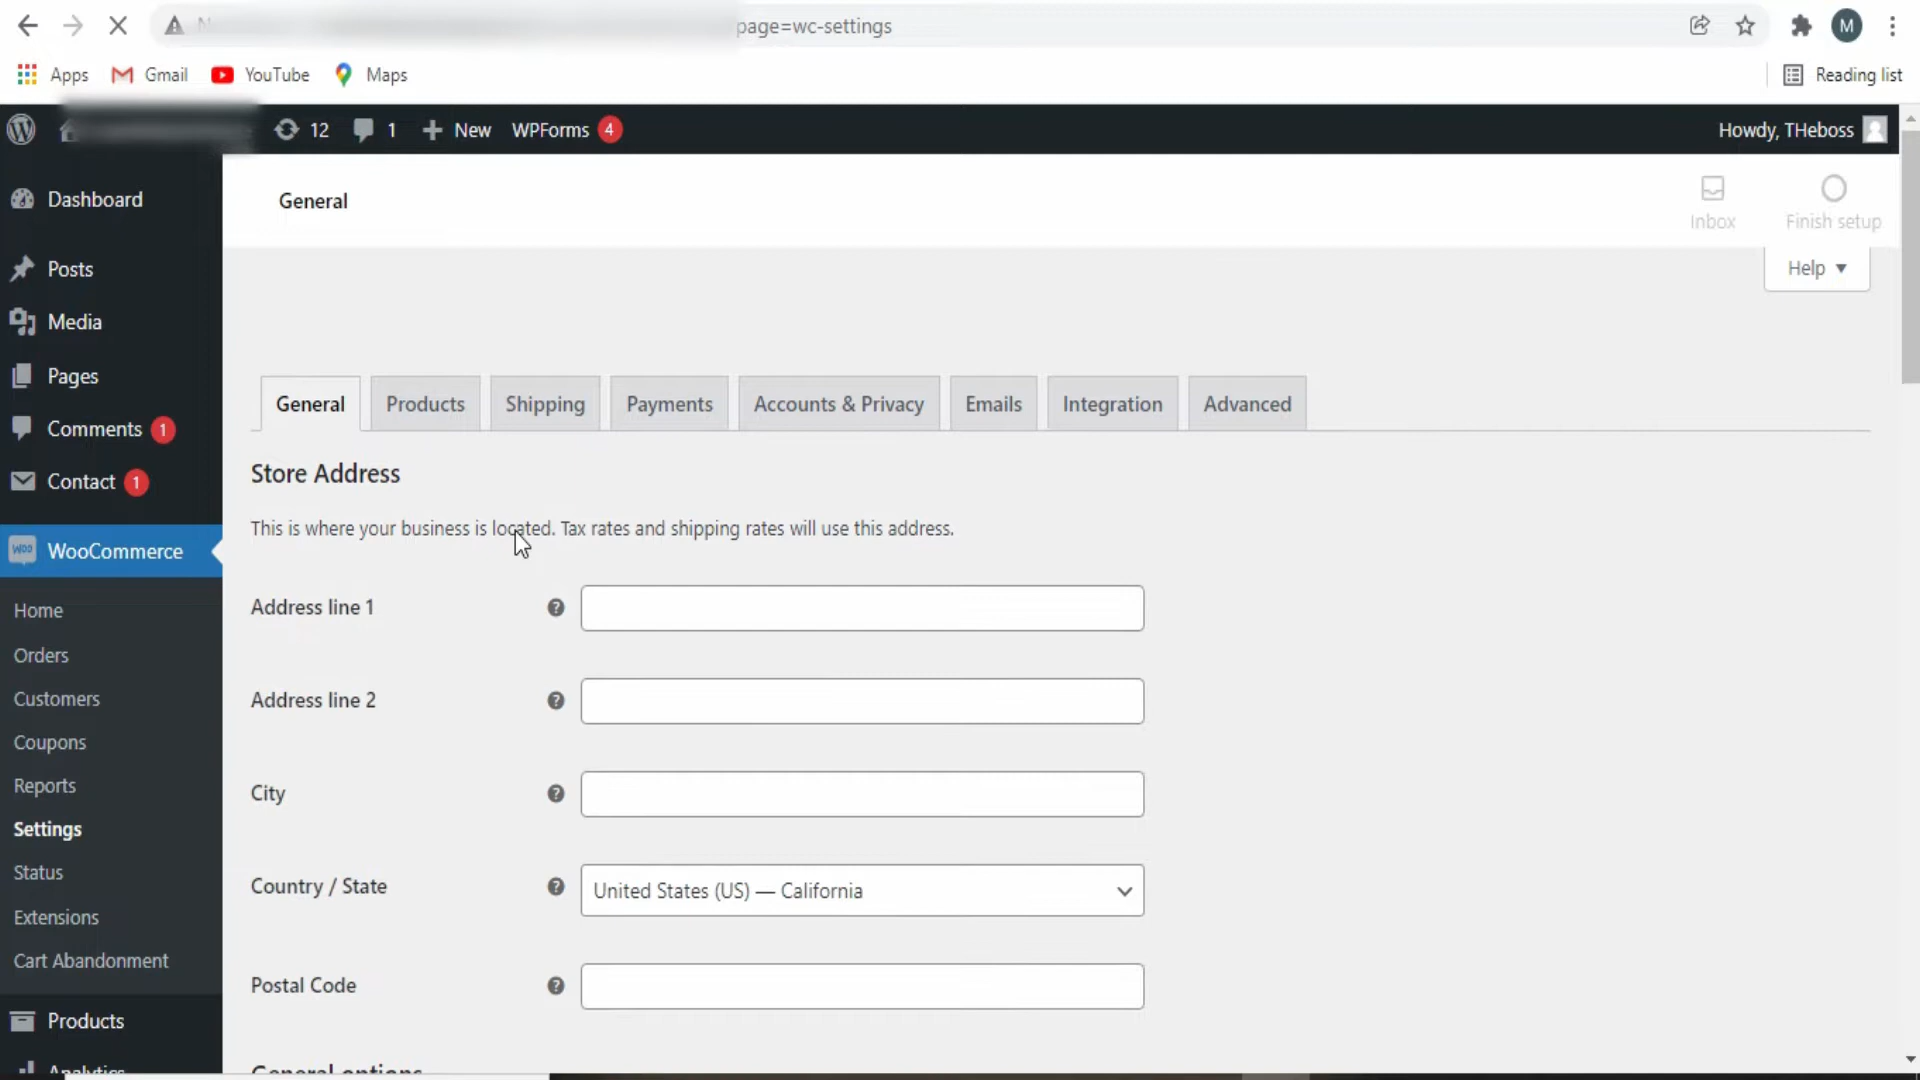 page=wc-settings
M
Apps
Gmail
YouTube
Maps
Reading list
12
1
New
WPForms 4
Howdy, THeboss
Dashboard
Posts
Media
Pages
Comments 1
Contact 1
WooCommerce
Home
Orders
Customers
Coupons
Reports
Settings
Status
Extensions
Cart Abandonment
Products
Analytics
General
Inbox
Finish setup
Help
General
Products
Shipping
Payments
Accounts & Privacy
Emails
Integration
Advanced
Store Address
This is where your business is located. Tax rates and shipping rates will use this address.
Address line 1
Address line 2
City
Country / State
United States (US) — California
Postal Code
General options